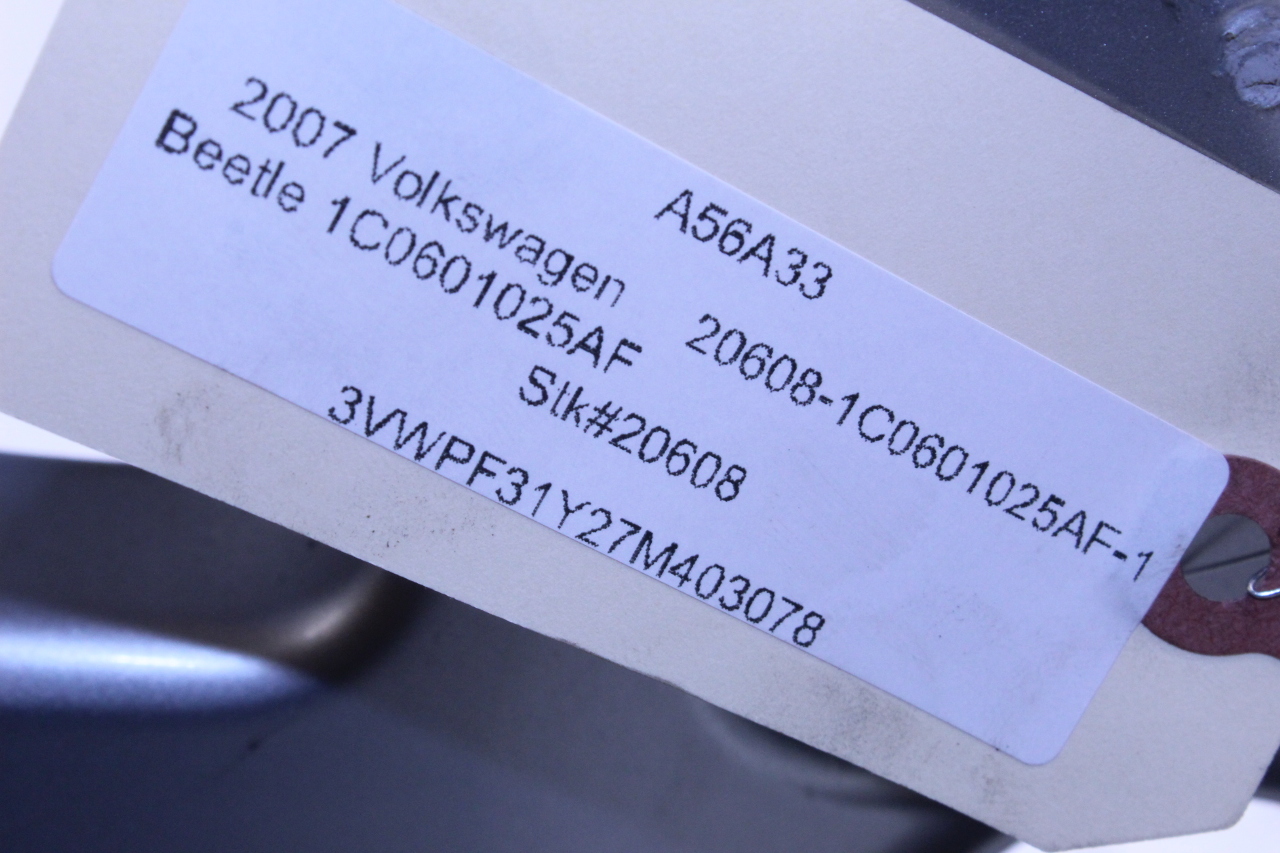 A56A33
2007 Volkswagen
Beetle 1C0601025AF
20608-1C0601025AF-1
Stk#20608
3VWPF31Y27M403078